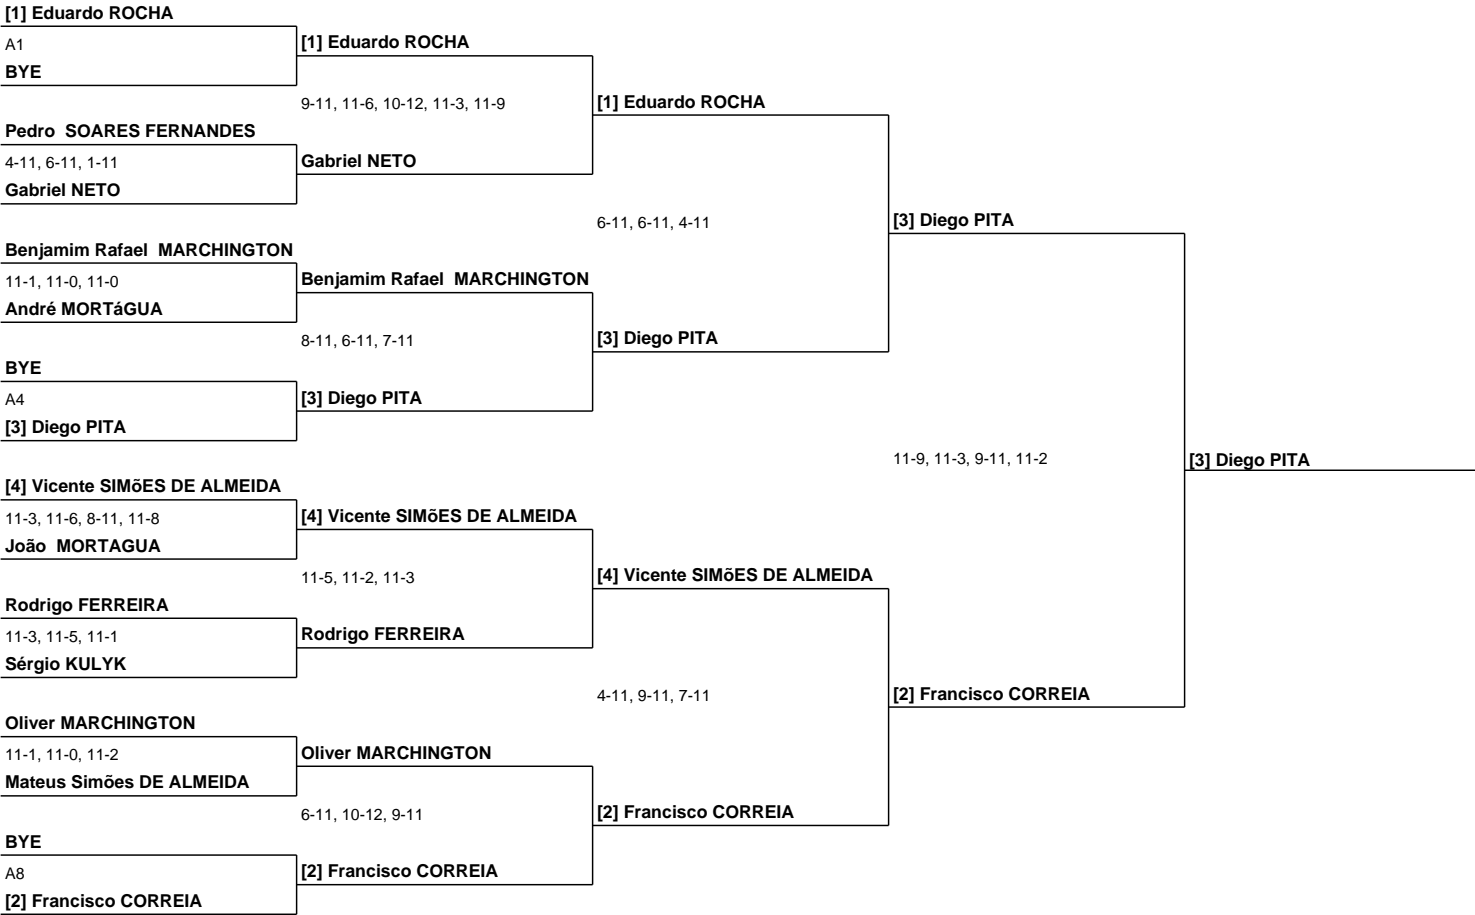 [1] Eduardo ROCHA
A1
BYE
[1] Eduardo ROCHA
9-11, 11-6, 10-12, 11-3, 11-9
Pedro  SOARES FERNANDES
4-11, 6-11, 1-11
Gabriel NETO
Gabriel NETO
[1] Eduardo ROCHA
6-11, 6-11, 4-11
Benjamim Rafael  MARCHINGTON
11-1, 11-0, 11-0
André MORTáGUA
Benjamim Rafael  MARCHINGTON
8-11, 6-11, 7-11
BYE
A4
[3] Diego PITA
[3] Diego PITA
[3] Diego PITA
[3] Diego PITA
11-9, 11-3, 9-11, 11-2
[3] Diego PITA
[4] Vicente SIMõES DE ALMEIDA
11-3, 11-6, 8-11, 11-8
João  MORTAGUA
[4] Vicente SIMõES DE ALMEIDA
11-5, 11-2, 11-3
Rodrigo FERREIRA
11-3, 11-5, 11-1
Sérgio KULYK
Rodrigo FERREIRA
[4] Vicente SIMõES DE ALMEIDA
4-11, 9-11, 7-11
Oliver MARCHINGTON
11-1, 11-0, 11-2
Mateus Simões DE ALMEIDA
Oliver MARCHINGTON
6-11, 10-12, 9-11
BYE
A8
[2] Francisco CORREIA
[2] Francisco CORREIA
[2] Francisco CORREIA
[2] Francisco CORREIA